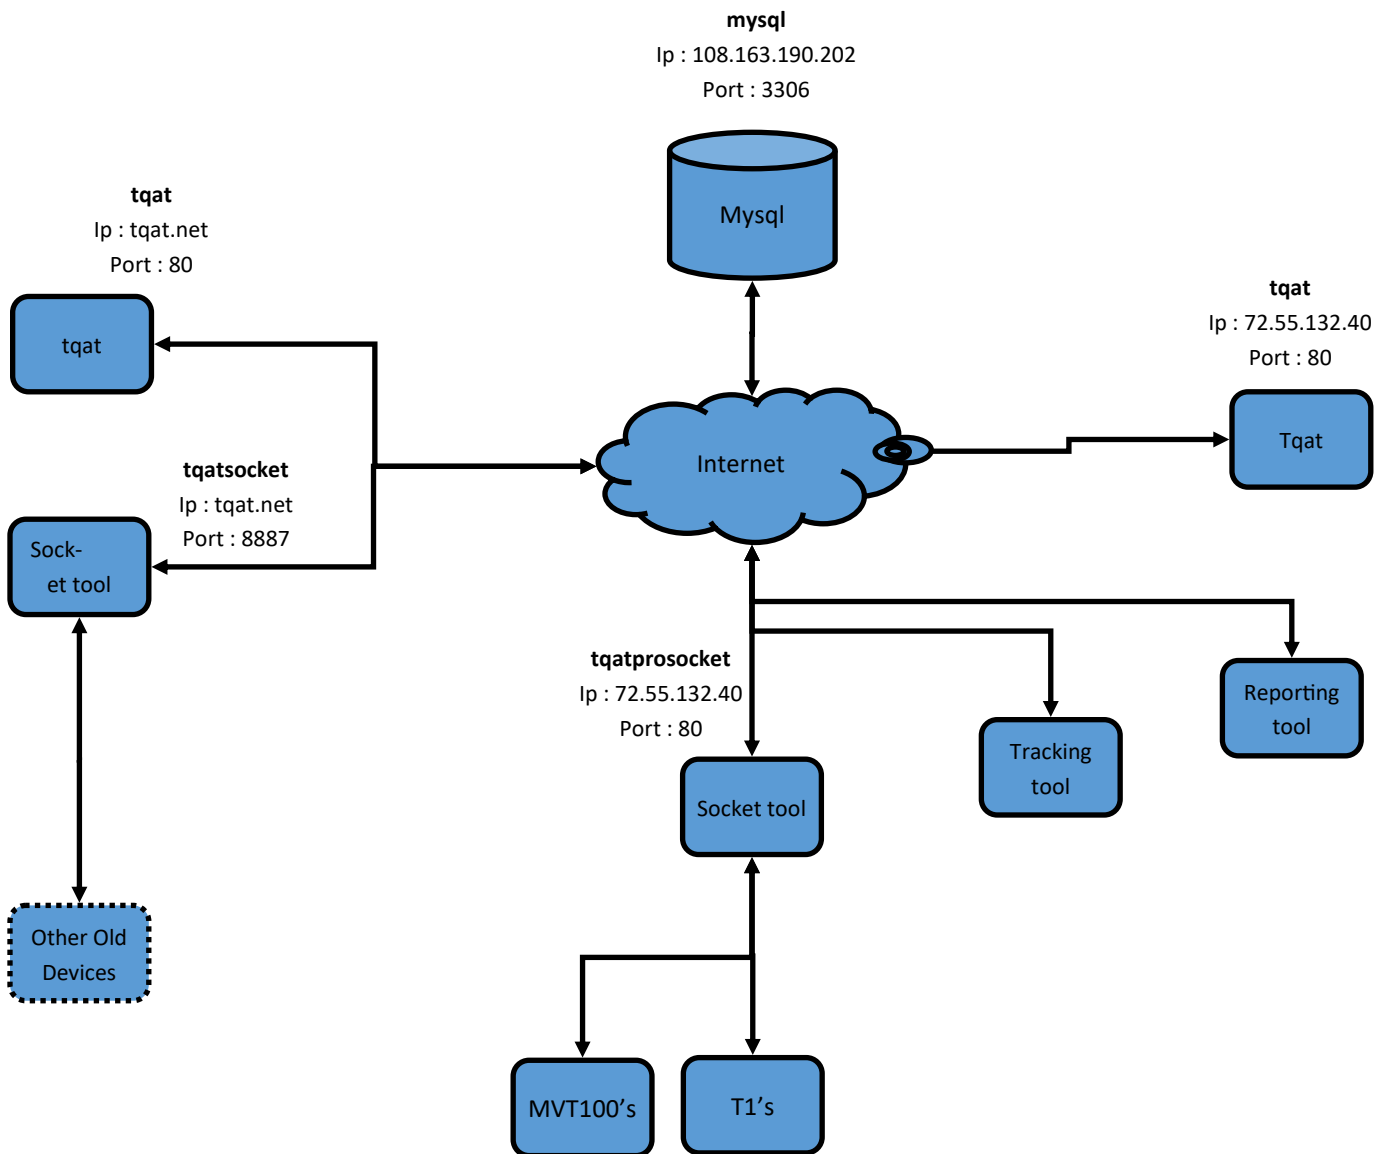 mysql
Ip : 108.163.190.202
Port : 3306
Mysql
tqat
Ip : tqat.net
Port : 80
tqat
tqat
Ip : 72.55.132.40
Port : 80
Tqat
Internet
tqatsocket
Ip : tqat.net
Port : 8887
Sock-
et tool
tqatprosocket
Ip : 72.55.132.40
Port : 80
Socket tool
Tracking
tool
Reporting
tool
Other Old
Devices
MVT100’s
T1’s